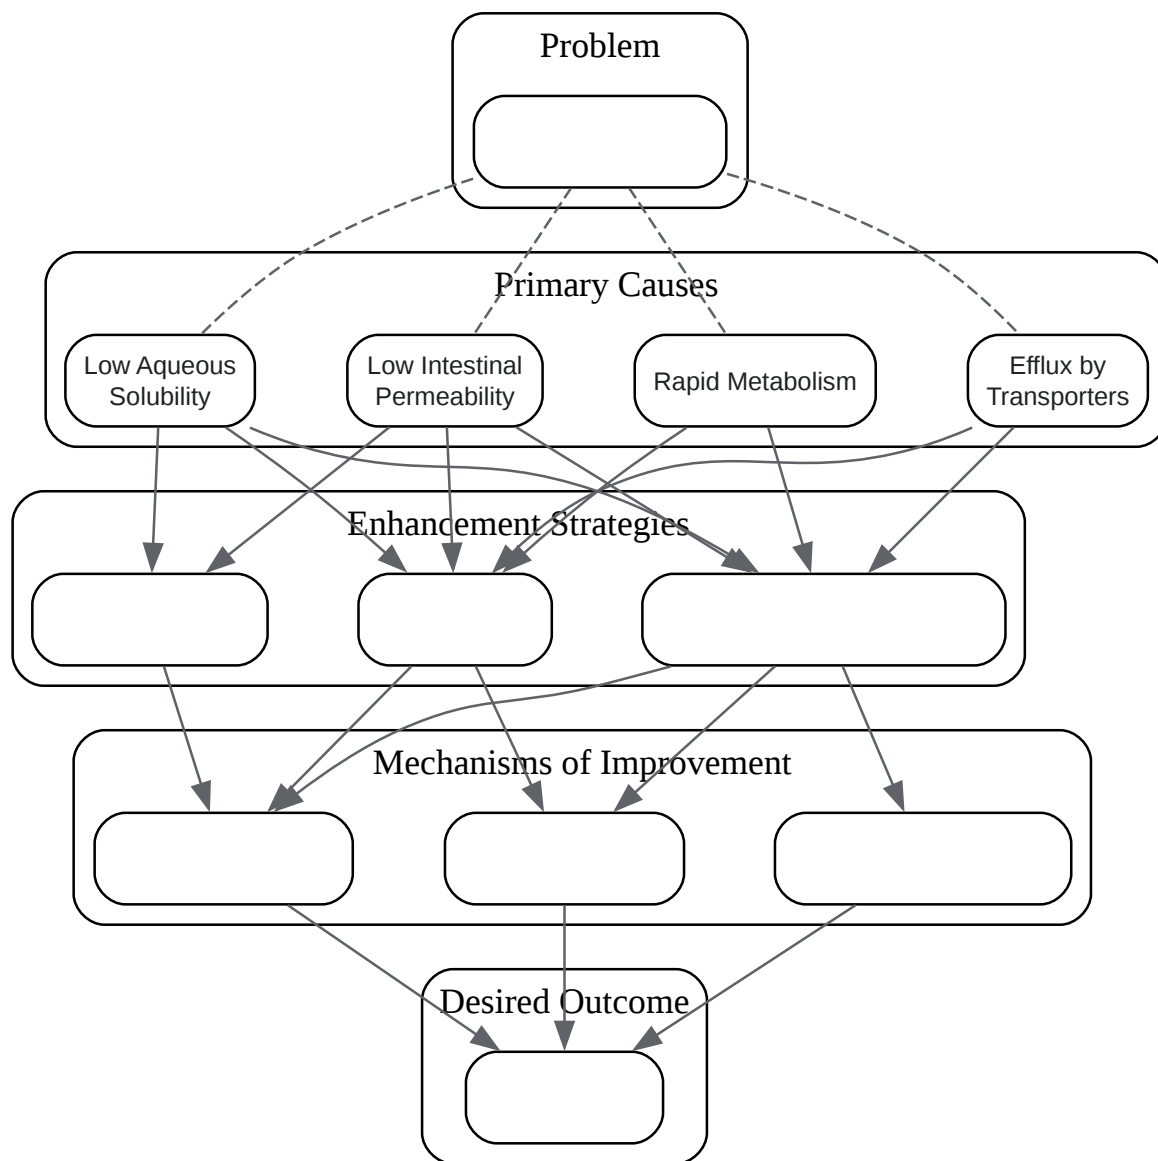 Problem
Primary Causes
Low Aqueous
Solubility
Low Intestinal
Permeability
Rapid Metabolism
Efflux by
Transporters
Enhancement Strategies
Mechanisms of Improvement
Desired Outcome